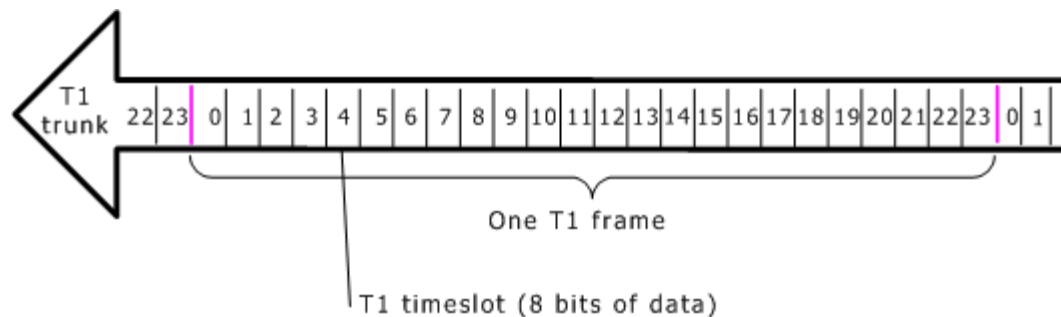 T1
trunk
22 23 0 1 2 3 4 5 6 7 8 9 10 11 12 13 14 15 16 17 18 19 20 21 22 23 0 1
One T1 frame
T1 timeslot (8 bits of data)